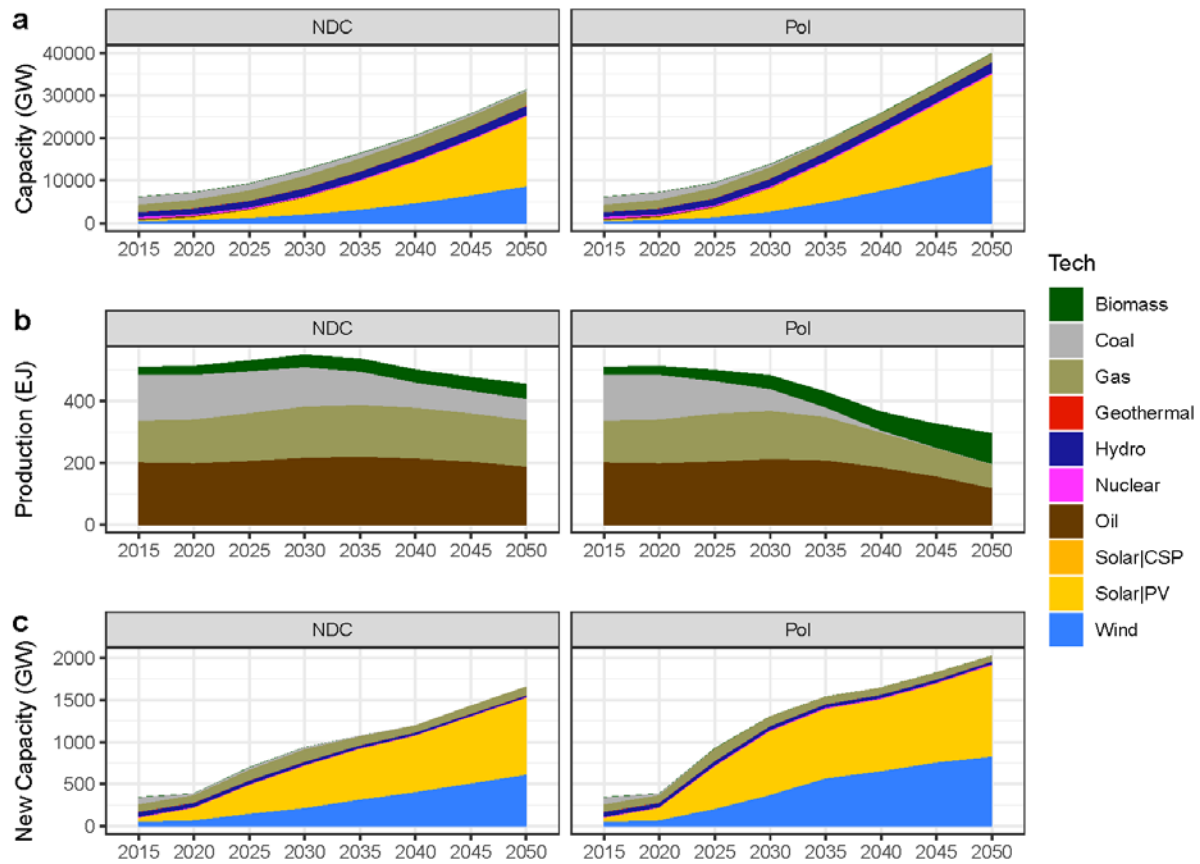 a
NDC
Pol
Capacity (GW)
40000
30000
20000
10000
0
2015 2020 2025 2030 2035 2040 2045 2050
2015 2020 2025 2030 2035 2040 2045 2050
b
NDC
Pol
Production (EJ)
400
200
0
2015 2020 2025 2030 2035 2040 2045 2050
2015 2020 2025 2030 2035 2040 2045 2050
c
NDC
Pol
New Capacity (GW)
2000
1500
1000
500
0
2015 2020 2025 2030 2035 2040 2045 2050
2015 2020 2025 2030 2035 2040 2045 2050
Tech
Biomass
Coal
Gas
Geothermal
Hydro
Nuclear
Oil
Solar|CSP
Solar|PV
Wind